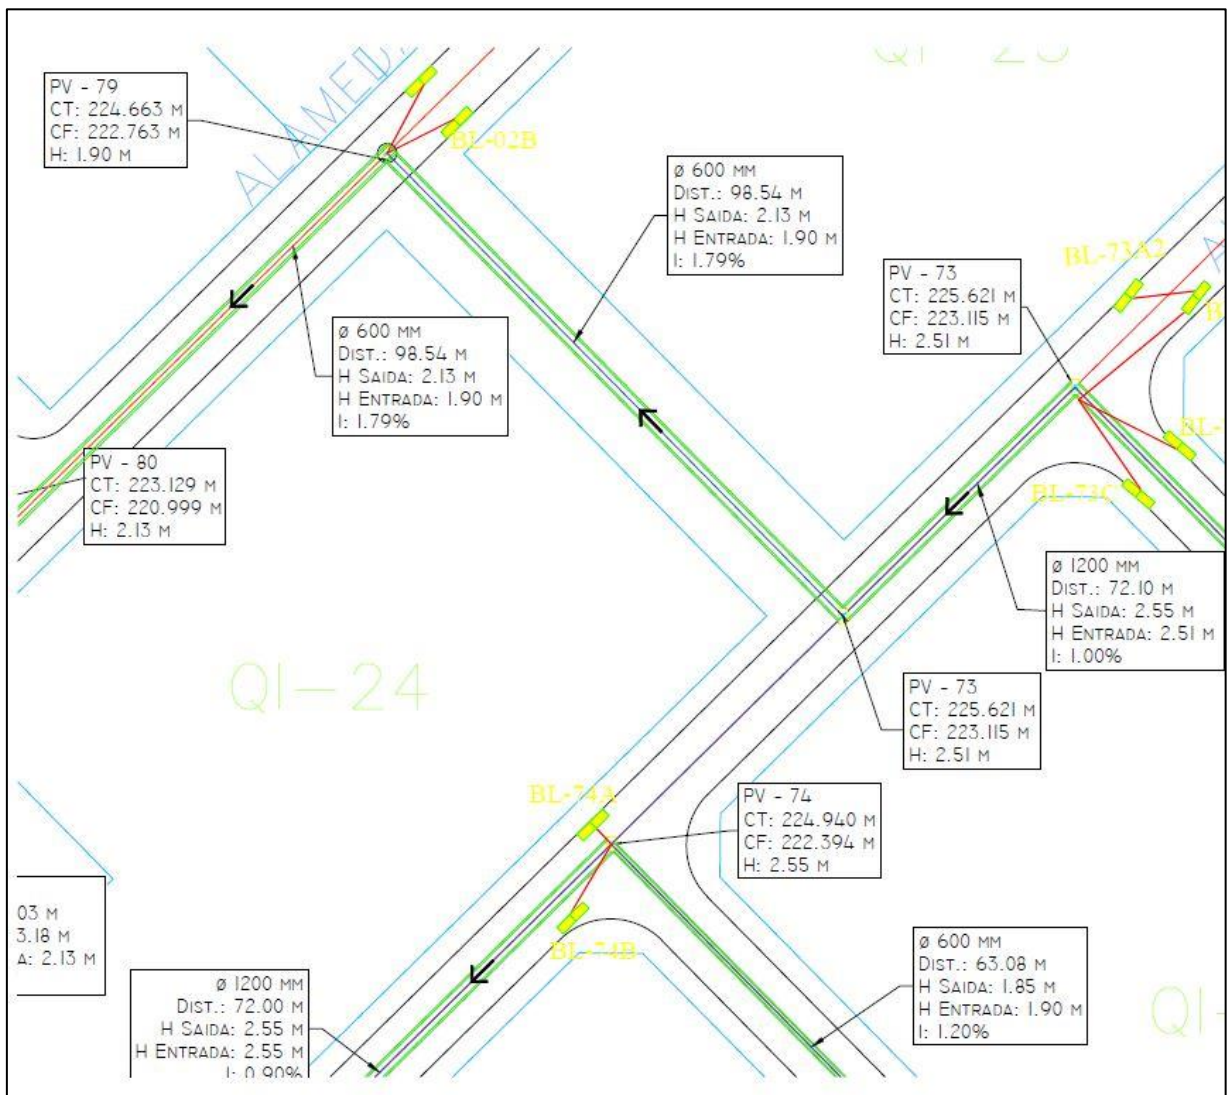 PV - 79
CT: 224.663 M
CF: 222.763 M
H: 1.90 M
BL-02B
Ø 600 MM
DIST.: 98.54 M
H SAIDA: 2.13 M
H ENTRADA: 1.90 M
I: 1.79%
BL-73A2
PV - 73
CT: 225.621 M
CF: 223.115 M
H: 2.51 M
Ø 600 MM
DIST.: 98.54 M
H SAIDA: 2.13 M
H ENTRADA: 1.90 M
I: 1.79%
PV - 80
CT: 223.129 M
CF: 220.999 M
H: 2.13 M
BL-
BL-73C
Ø 1200 MM
DIST.: 72.10 M
H SAIDA: 2.55 M
H ENTRADA: 2.51 M
I: 1.00%
QI-24
PV - 73
CT: 225.621 M
CF: 223.115 M
H: 2.51 M
BL-74A
PV - 74
CT: 224.940 M
CF: 222.394 M
H: 2.55 M
03 M
3.18 M
A: 2.13 M
BL-74B
Ø 600 MM
DIST.: 63.08 M
H SAIDA: 1.85 M
H ENTRADA: 1.90 M
I: 1.20%
QI-
Ø 1200 MM
DIST.: 72.00 M
H SAIDA: 2.55 M
H ENTRADA: 2.55 M
I: 0.90%